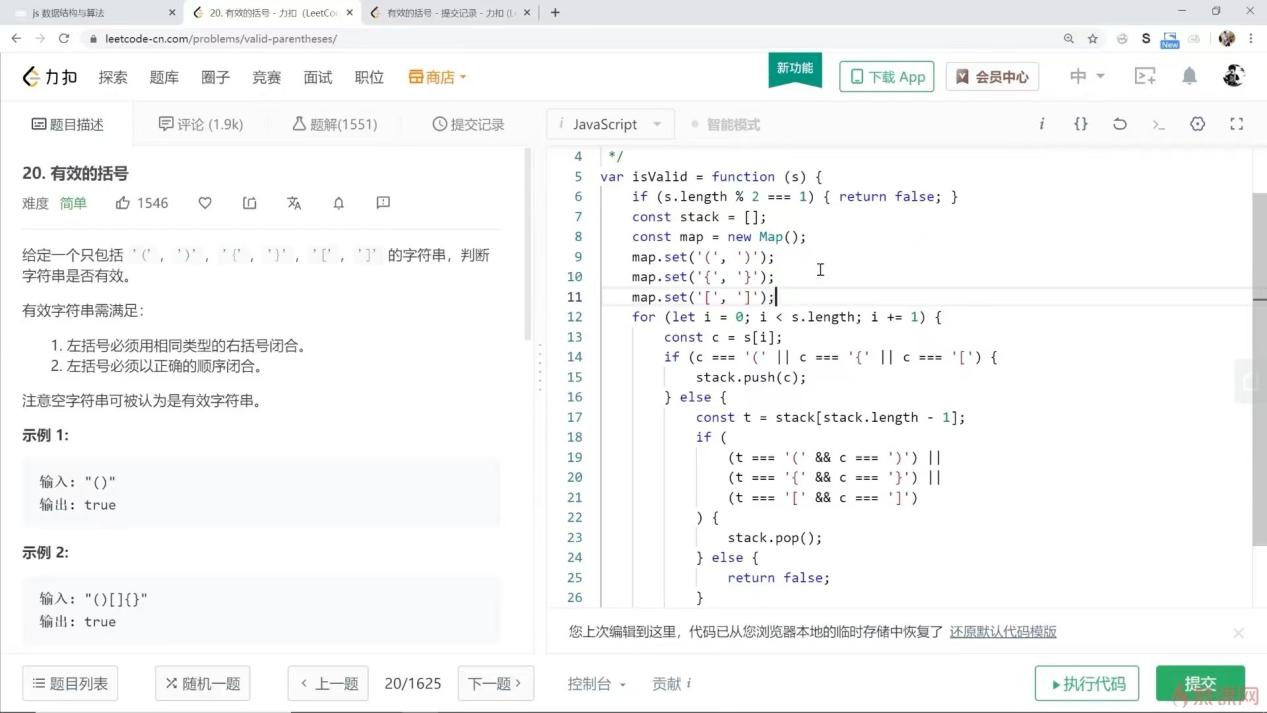 js 数据结构与算法
20. 有效的括号 - 力扣 (LeetCo
有效的括号 - 提交记录 - 力扣 (L
leetcode-cn.com/problems/valid-parentheses/
New
力扣 探索 题库 圈子 竞赛 面试 职位 商店
新功能
下载 App
会员中心
中
题目描述
评论 (1.9k)
题解(1551)
提交记录
i JavaScript
智能模式
20. 有效的括号
难度 简单 1546
给定一个只包括 '(', ')', '{', '}', '[', ']' 的字符串，判断
字符串是否有效。
有效字符串需满足：
1. 左括号必须用相同类型的右括号闭合。
2. 左括号必须以正确的顺序闭合。
注意空字符串可被认为是有效字符串。
示例 1:
输入: "()"
输出: true
示例 2:
输入: "()[]{}"
输出: true
4 */
5 var isValid = function (s) {
6 if (s.length % 2 === 1) { return false; }
7 const stack = [];
8 const map = new Map();
9 map.set('(', ')');
10 map.set('{', '}');
11 map.set('[', ']');
12 for (let i = 0; i < s.length; i += 1) {
13 const c = s[i];
14 if (c === '(' || c === '{' || c === '[') {
15 stack.push(c);
16 } else {
17 const t = stack[stack.length - 1];
18 if (
19 (t === '(' && c === ')') ||
20 (t === '{' && c === '}') ||
21 (t === '[' && c === ']')
22 ) {
23 stack.pop();
24 } else {
25 return false;
26 }
您上次编辑到这里，代码已从您浏览器本地的临时存储中恢复了 还原默认代码模版
题目列表
随机一题
上一题
20/1625
下一题
控制台
贡献 i
执行代码
提交
慕课网